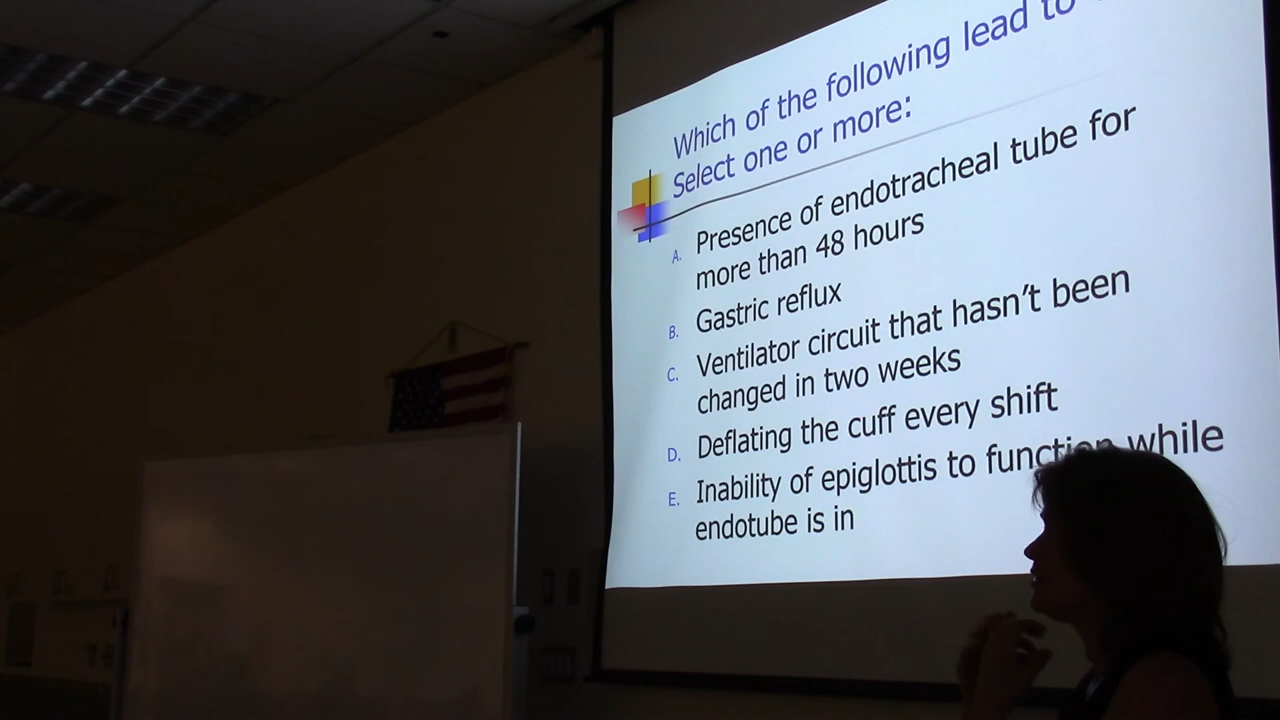 Which of the following lead to
Select one or more:
A. Presence of endotracheal tube for
more than 48 hours
B. Gastric reflux
C. Ventilator circuit that hasn't been
changed in two weeks
D. Deflating the cuff every shift
E. Inability of epiglottis to function while
endotube is in